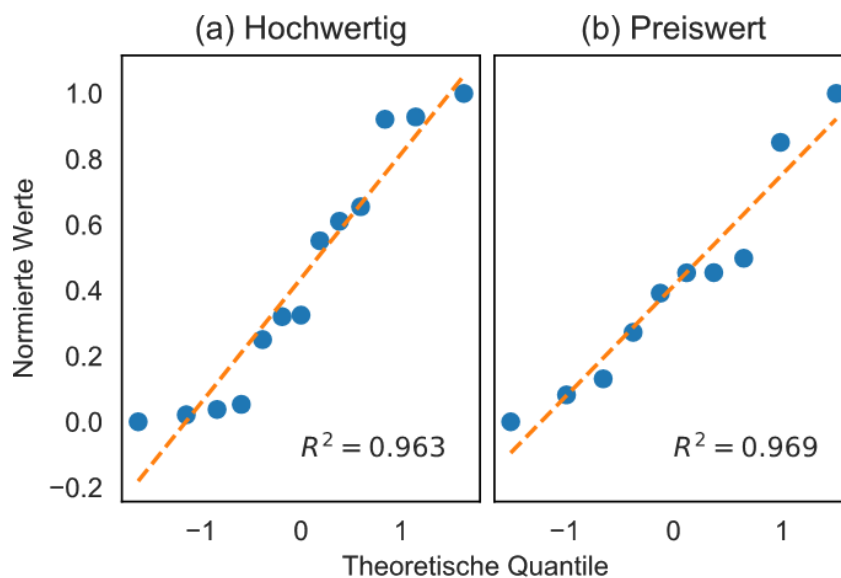 (a) Hochwertig
(b) Preiswert
Normierte Werte
1.0
0.8
0.6
0.4
0.2
0.0
−0.2
R² = 0.963
R² = 0.969
−1 0 1
−1 0 1
Theoretische Quantile